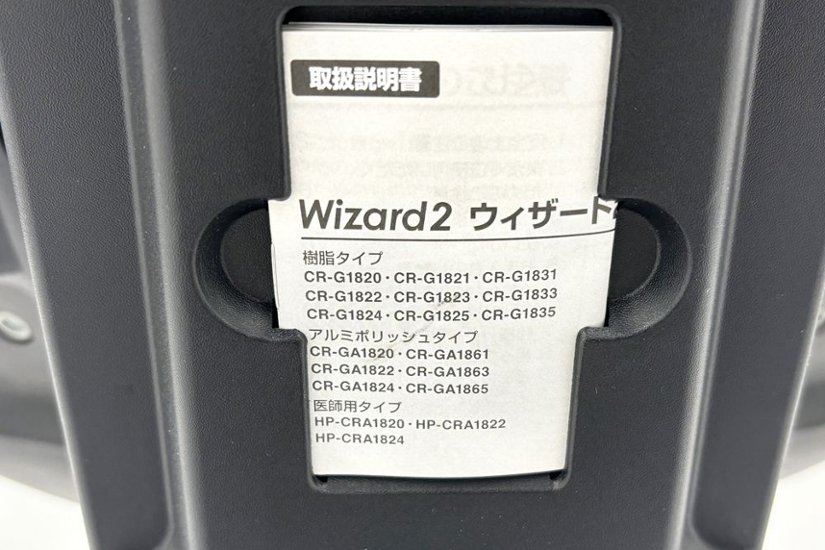 取扱説明書
Wizard2 ウィザード
樹脂タイプ
CR-G1820・CR-G1821・CR-G1831
CR-G1822・CR-G1823・CR-G1833
CR-G1824・CR-G1825・CR-G1835
アルミポリッシュタイプ
CR-GA1820・CR-GA1861
CR-GA1822・CR-GA1863
CR-GA1824・CR-GA1865
医師用タイプ
HP-CRA1820・HP-CRA1822
HP-CRA1824